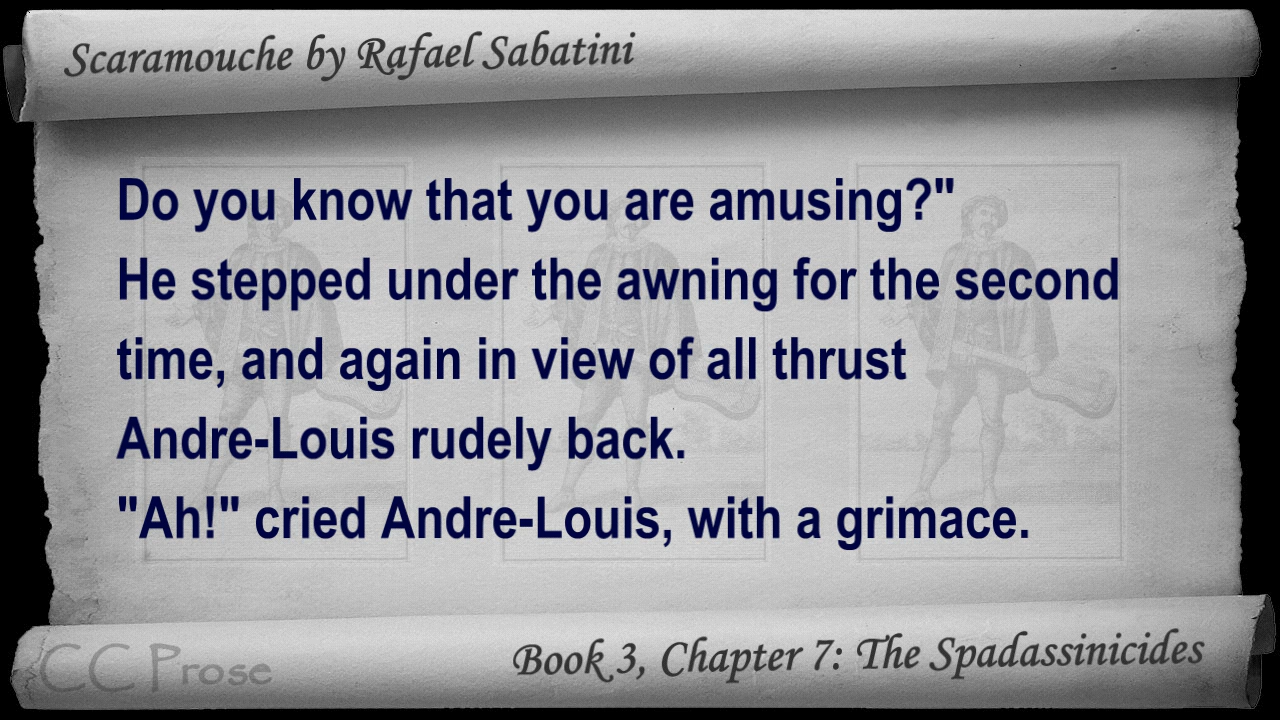 Scaramouche by Rafael Sabatini
Do you know that you are amusing?"
He stepped under the awning for the second
time, and again in view of all thrust
Andre-Louis rudely back.
"Ah!" cried Andre-Louis, with a grimace.
CC Prose
Book 3, Chapter 7: The Spadassinicides